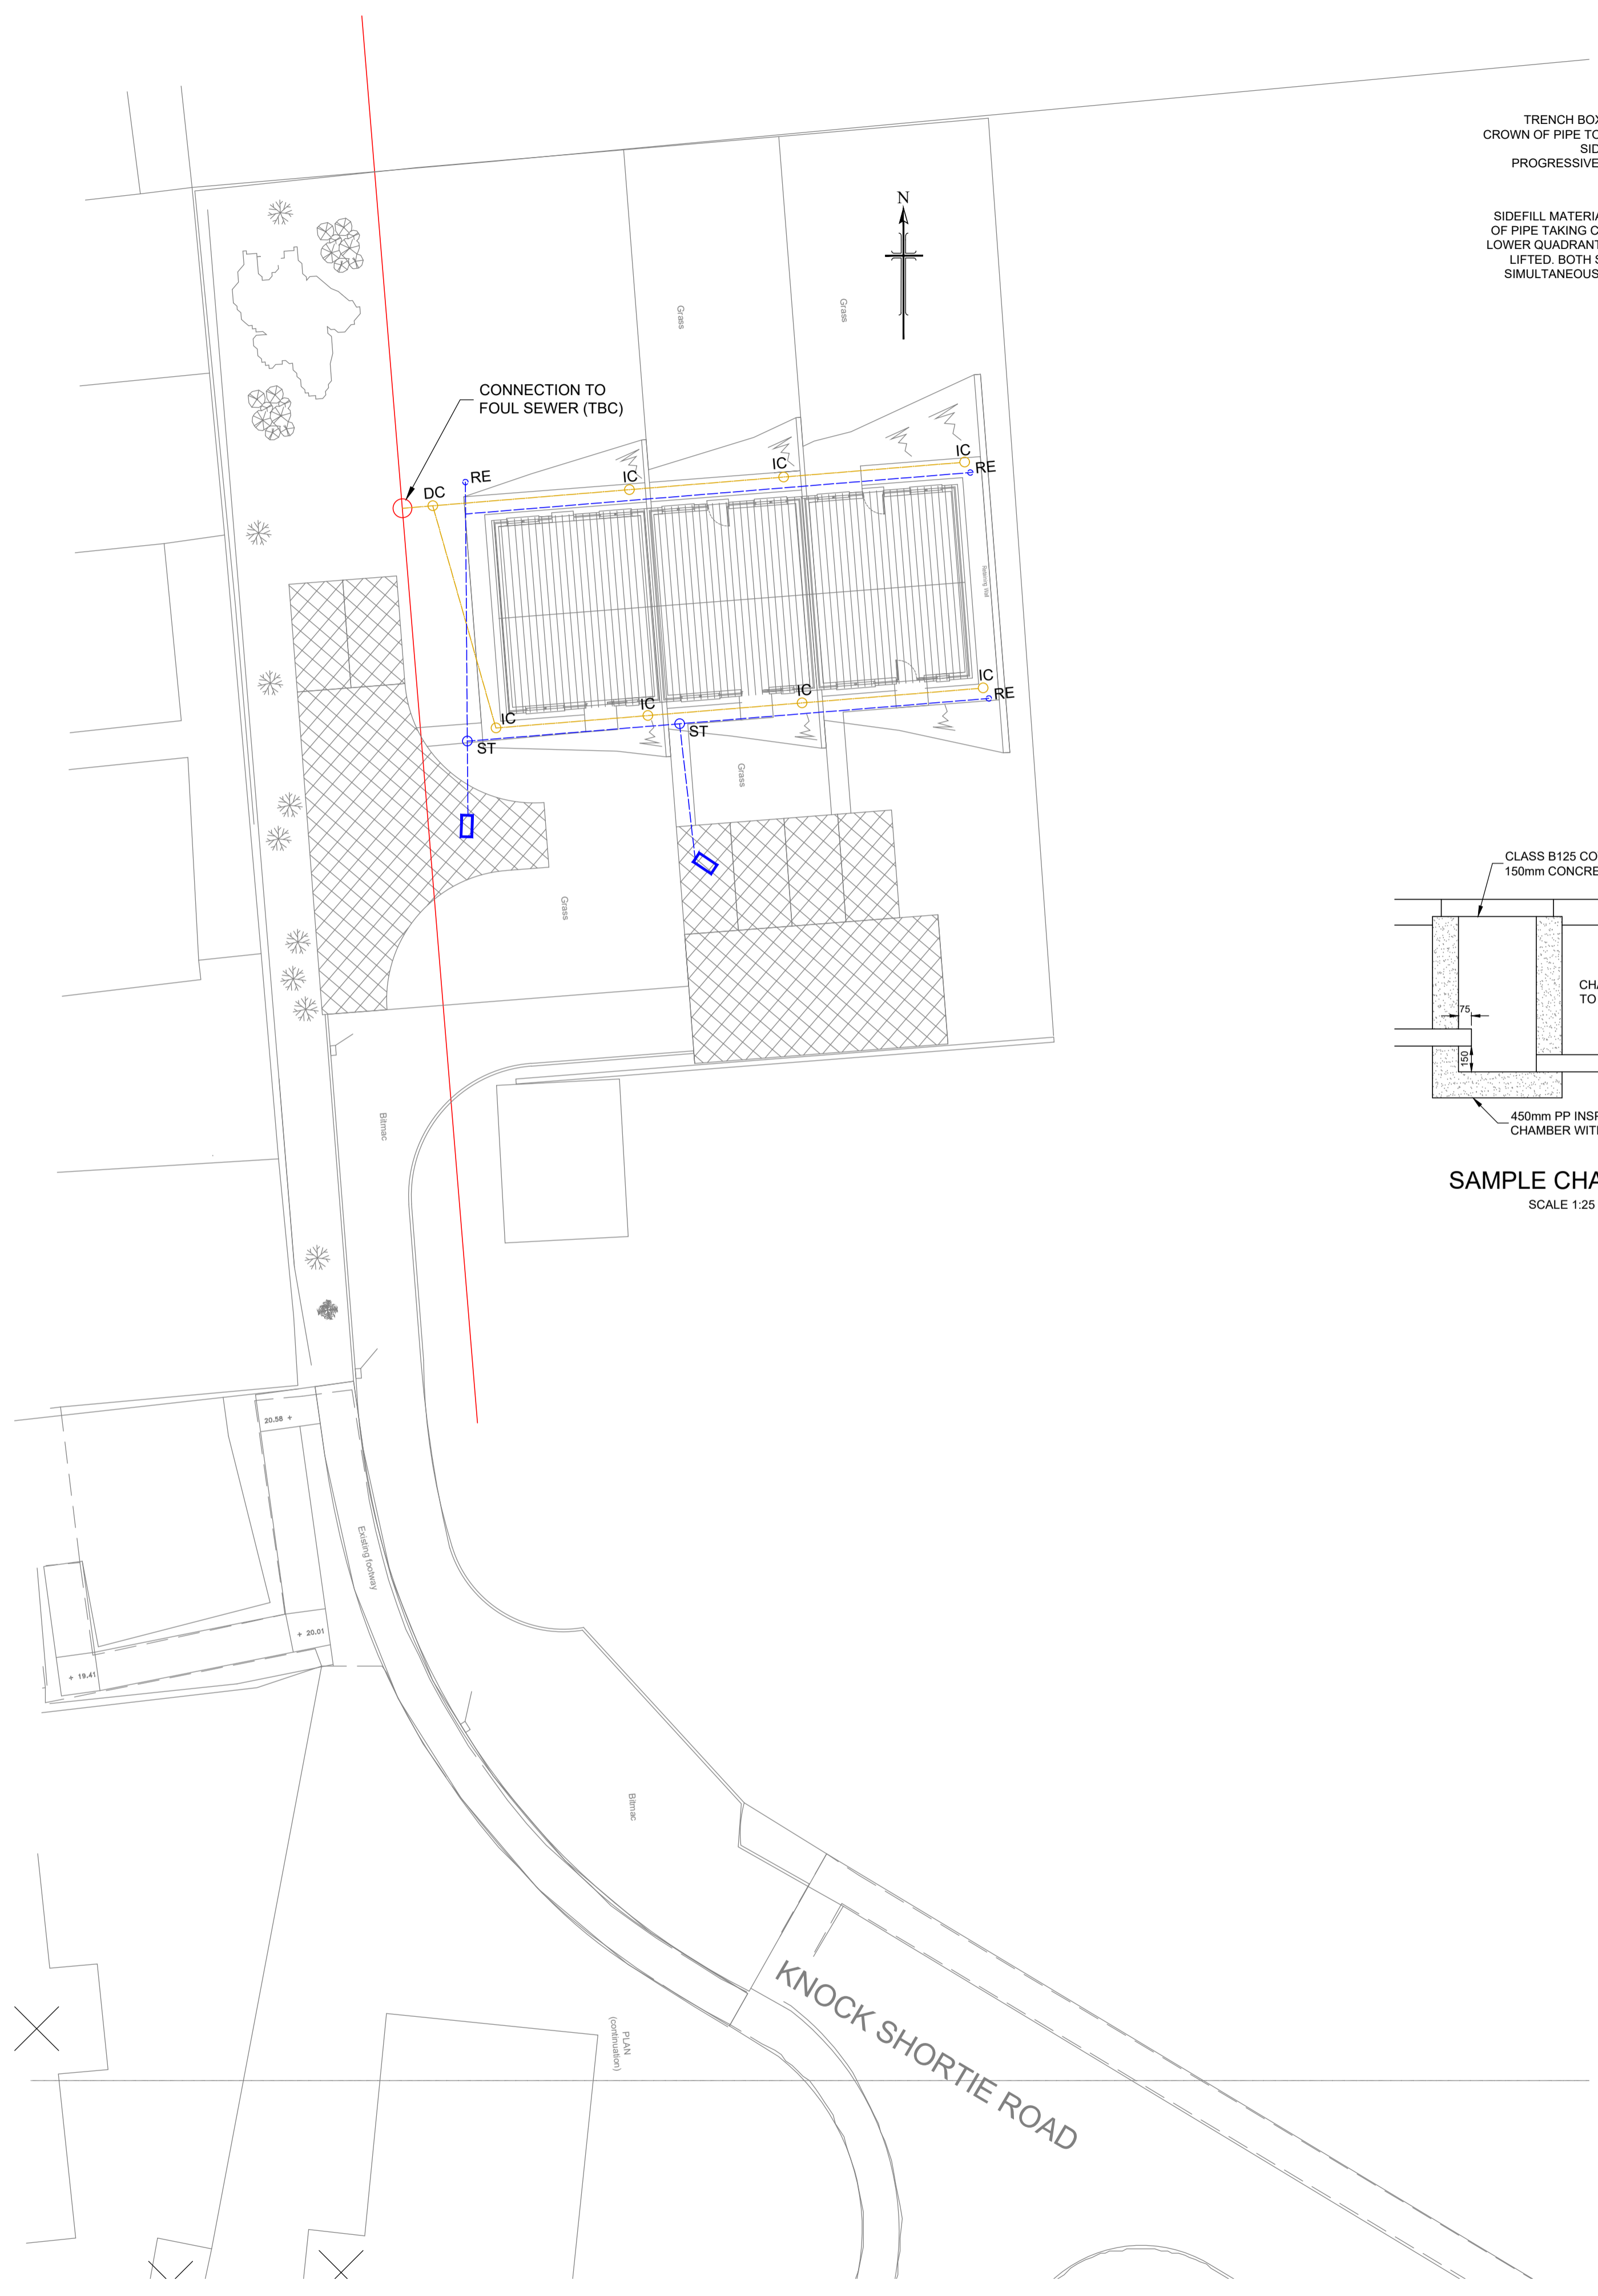 TRENCH BOX
CROWN OF PIPE TO
SID
PROGRESSIVE
N
SIDEFILL MATERIA
OF PIPE TAKING C
LOWER QUADRANT
LIFTED. BOTH S
SIMULTANEOUS
Grass
Grass
CONNECTION TO
FOUL SEWER (TBC)
RE
DC
IC
IC
IC
RE
Retaining Wall
IC
IC
IC
IC
RE
ST
ST
Grass
Grass
CLASS B125 CO
150mm CONCRE
CHA
TO
75
150
450mm PP INSP
CHAMBER WITH
SAMPLE CHA
SCALE 1:25
Bitmac
20.58 +
Existing footway
+ 20.01
+ 19.41
Bitmac
KNOCK SHORTIE ROAD
PLAN
(continuation)